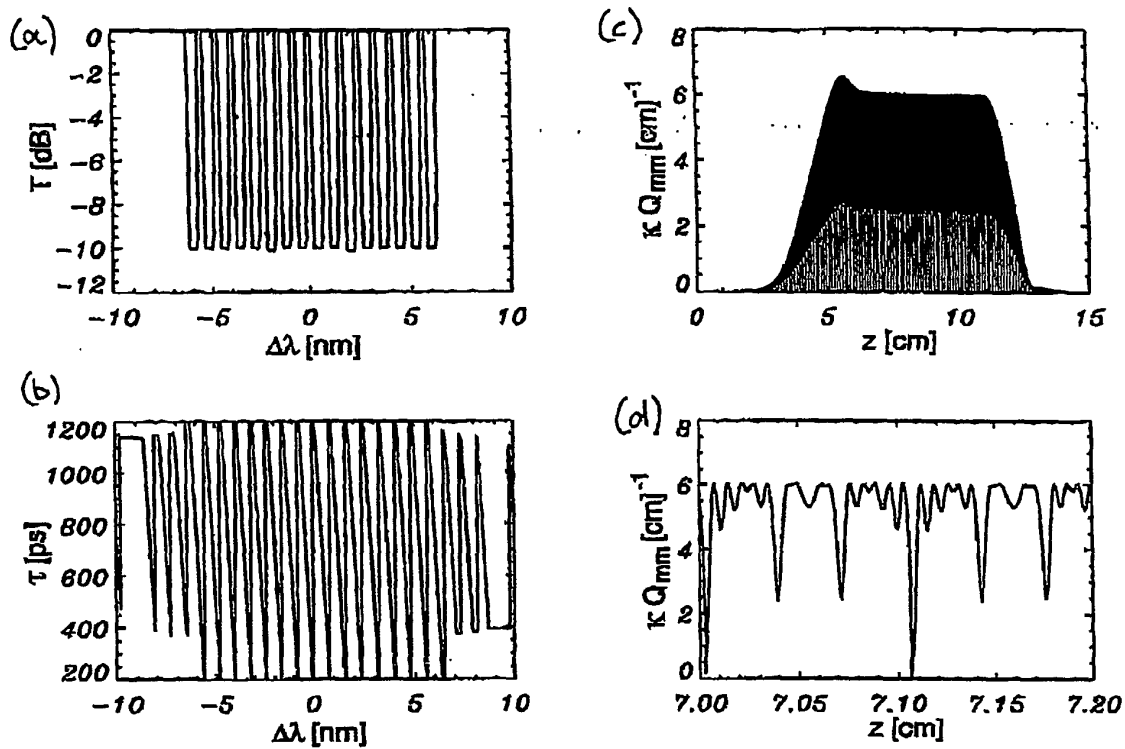 (a)
0
-2
-4
-6
-8
-10
-12
T [dB]
-10 -5 0 5 10
Δλ [nm]
(b)
1200
1000
800
600
400
200
τ [ps]
-10 -5 0 5 10
Δλ [nm]
(c)
8
6
4
2
0
κ Qmm [cm]⁻¹
0 5 10 15
z [cm]
(d)
8
6
4
2
0
κ Qmm [cm]⁻¹
7.00 7.05 7.10 7.15 7.20
z [cm]